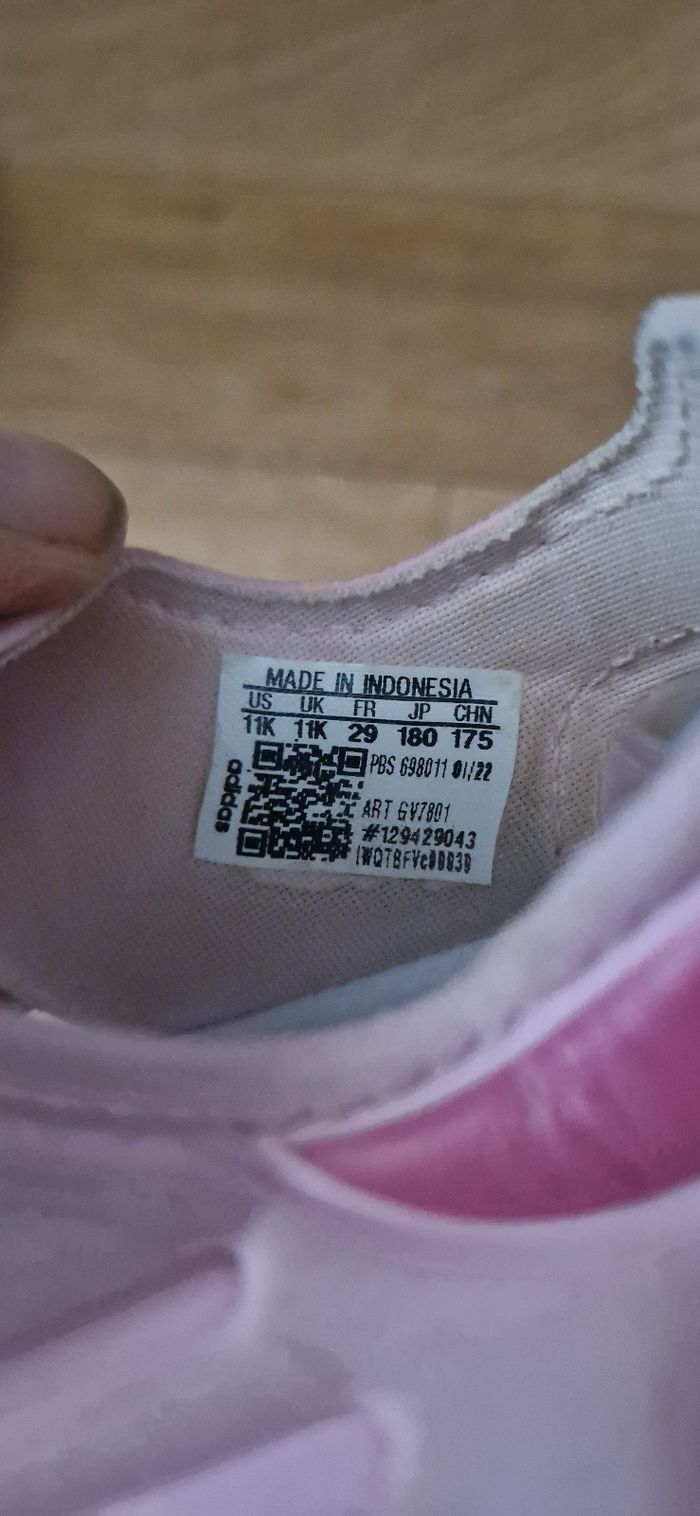 MADE IN INDONESIA
US UK FR JP CHN
11K 11K 29 180 175
PBS 698011 01/22
ART GV7801
#129429043
adidas